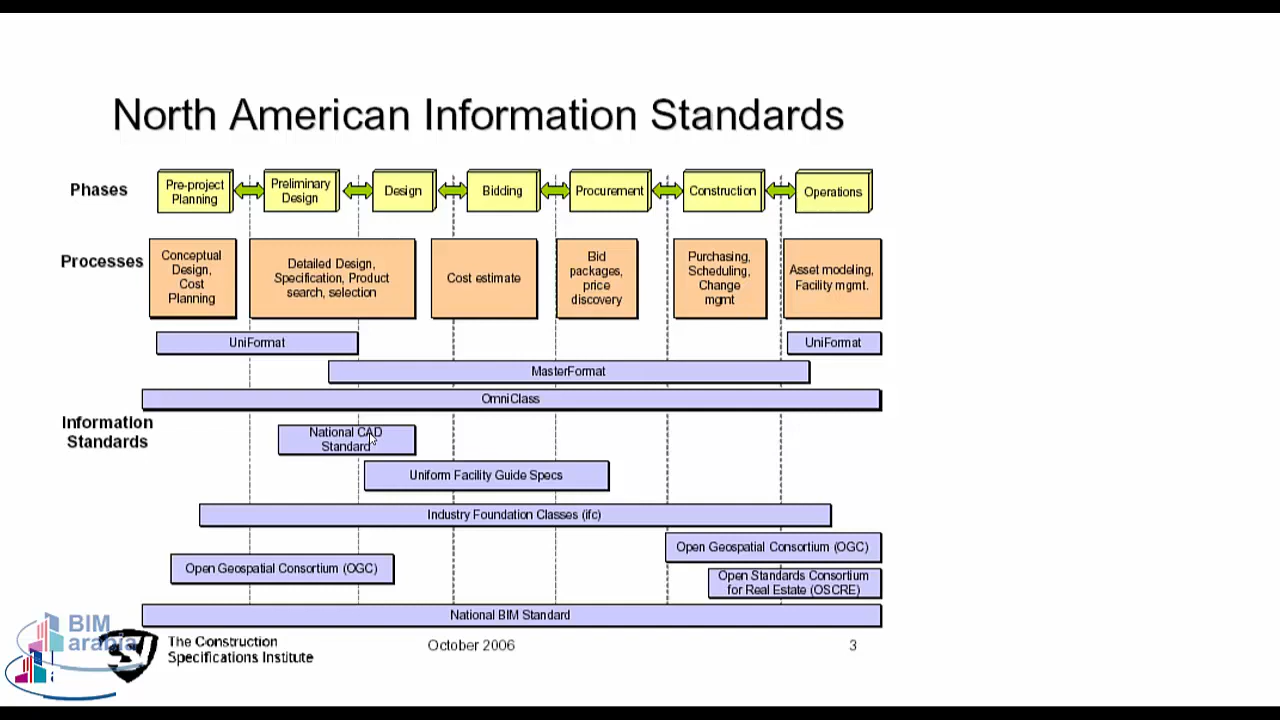 North American Information Standards
Phases
Pre-project
Planning
Preliminary
Design
Design
Bidding
Procurement
Construction
Operations
Processes
Conceptual
Design,
Cost
Planning
Detailed Design,
Specification, Product
search, selection
Cost estimate
Bid
packages,
price
discovery
Purchasing,
Scheduling,
Change
mgmt
Asset modeling,
Facility mgmt.
UniFormat
UniFormat
MasterFormat
OmniClass
Information
Standards
National CAD
Standard
Uniform Facility Guide Specs
Industry Foundation Classes (ifc)
Open Geospatial Consortium (OGC)
Open Geospatial Consortium (OGC)
Open Standards Consortium
for Real Estate (OSCRE)
National BIM Standard
BIM
arabia
The Construction
Specifications Institute
October 2006
3